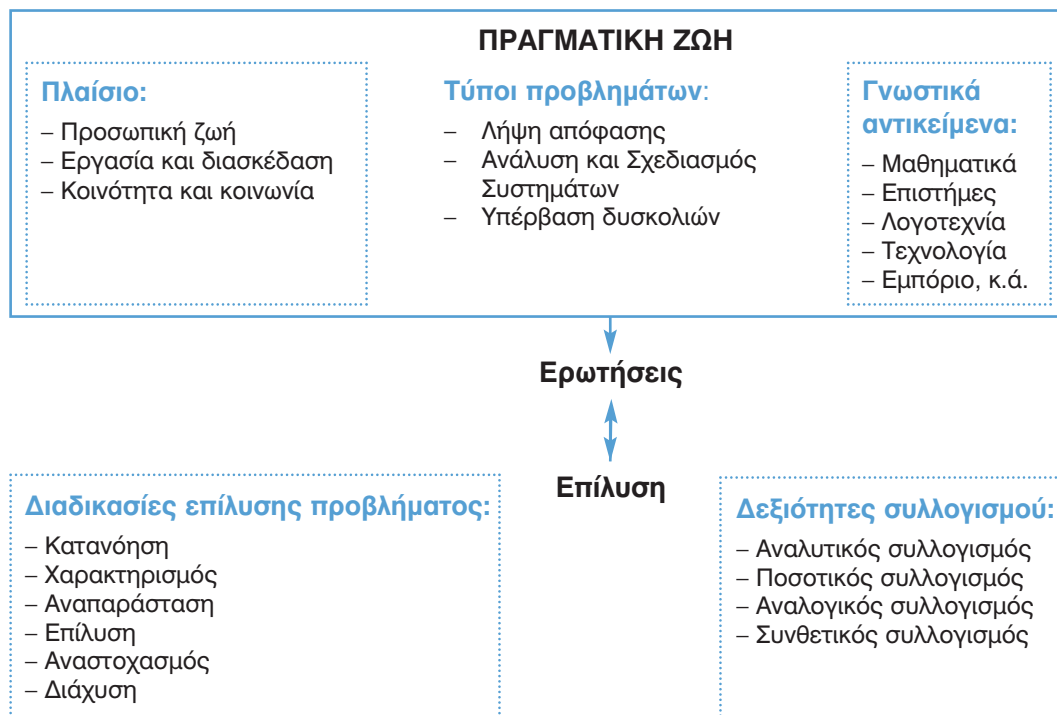 ΠΡΑΓΜΑΤΙΚΗ ΖΩΗ
Πλαίσιο:
– Προσωπική ζωή
– Εργασία και διασκέδαση
– Κοινότητα και κοινωνία
Τύποι προβλημάτων:
– Λήψη απόφασης
– Ανάλυση και Σχεδιασμός
Συστημάτων
– Υπέρβαση δυσκολιών
Γνωστικά
αντικείμενα:
– Μαθηματικά
– Επιστήμες
– Λογοτεχνία
– Τεχνολογία
– Εμπόριο, κ.ά.
Ερωτήσεις
Επίλυση
Διαδικασίες επίλυσης προβλήματος:
– Κατανόηση
– Χαρακτηρισμός
– Αναπαράσταση
– Επίλυση
– Αναστοχασμός
– Διάχυση
Δεξιότητες συλλογισμού:
– Αναλυτικός συλλογισμός
– Ποσοτικός συλλογισμός
– Αναλογικός συλλογισμός
– Συνθετικός συλλογισμός